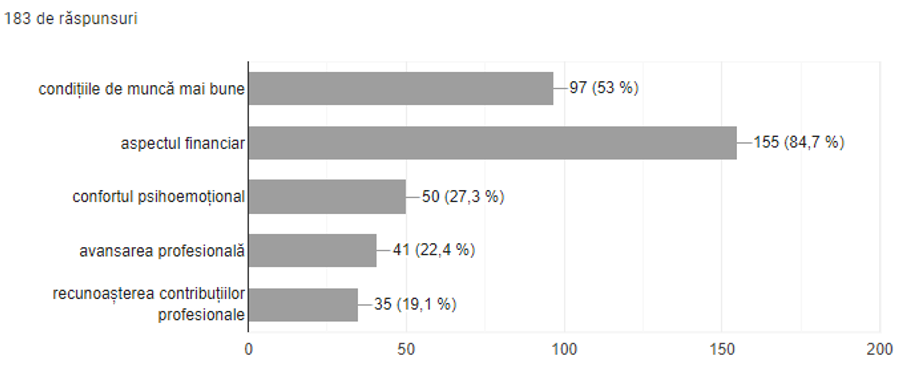 183 de răspunsuri
condițiile de muncă mai bune
97 (53 %)
aspectul financiar
155 (84,7 %)
confortul psihoemoțional
50 (27,3 %)
avansarea profesională
41 (22,4 %)
recunoașterea contribuțiilor
profesionale
35 (19,1 %)
0
50
100
150
200